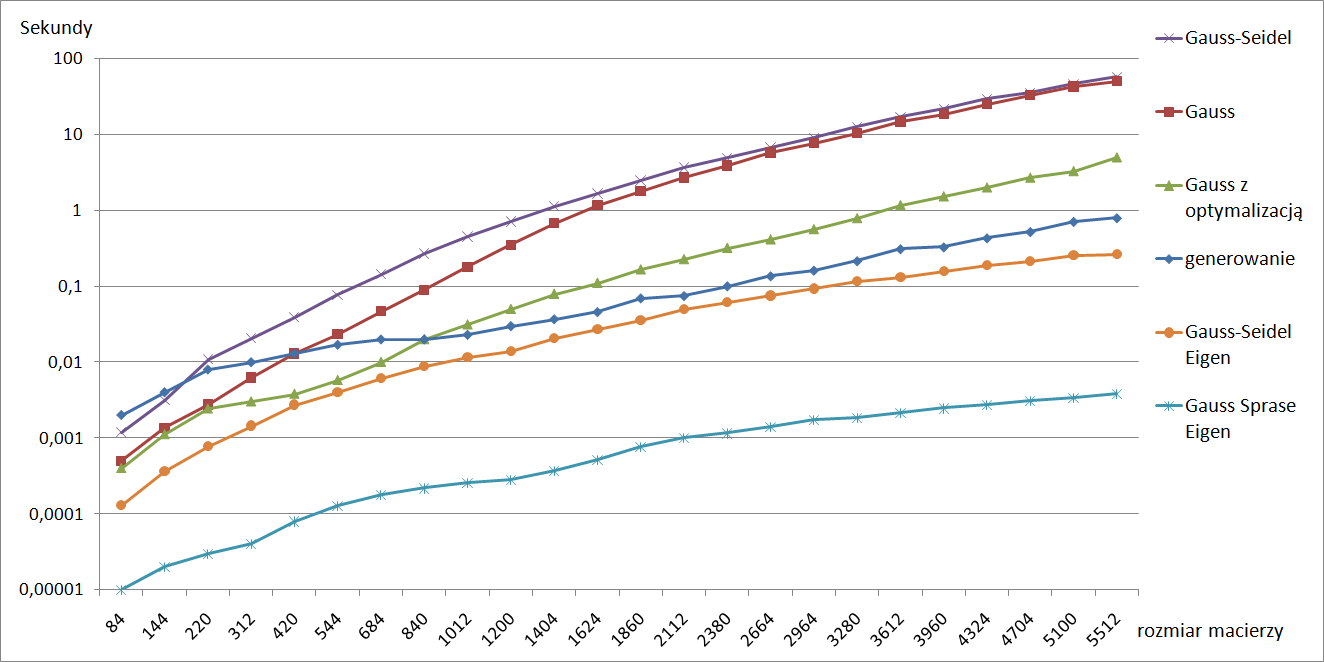 Sekundy
100
10
1
0,1
0,01
0,001
0,0001
0,00001
84
144
220
312
420
544
684
840
1012
1200
1404
1624
1860
2112
2380
2664
2964
3280
3612
3960
4324
4704
5100
5512
rozmiar macierzy
Gauss-Seidel
Gauss
Gauss z
optymalizacją
generowanie
Gauss-Seidel
Eigen
Gauss Sprase
Eigen